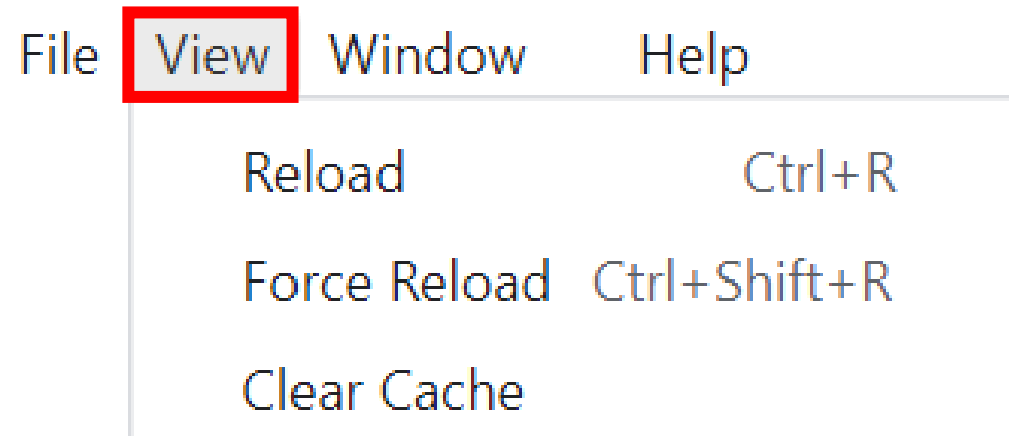 File View Window Help
Reload Ctrl+R
Force Reload Ctrl+Shift+R
Clear Cache